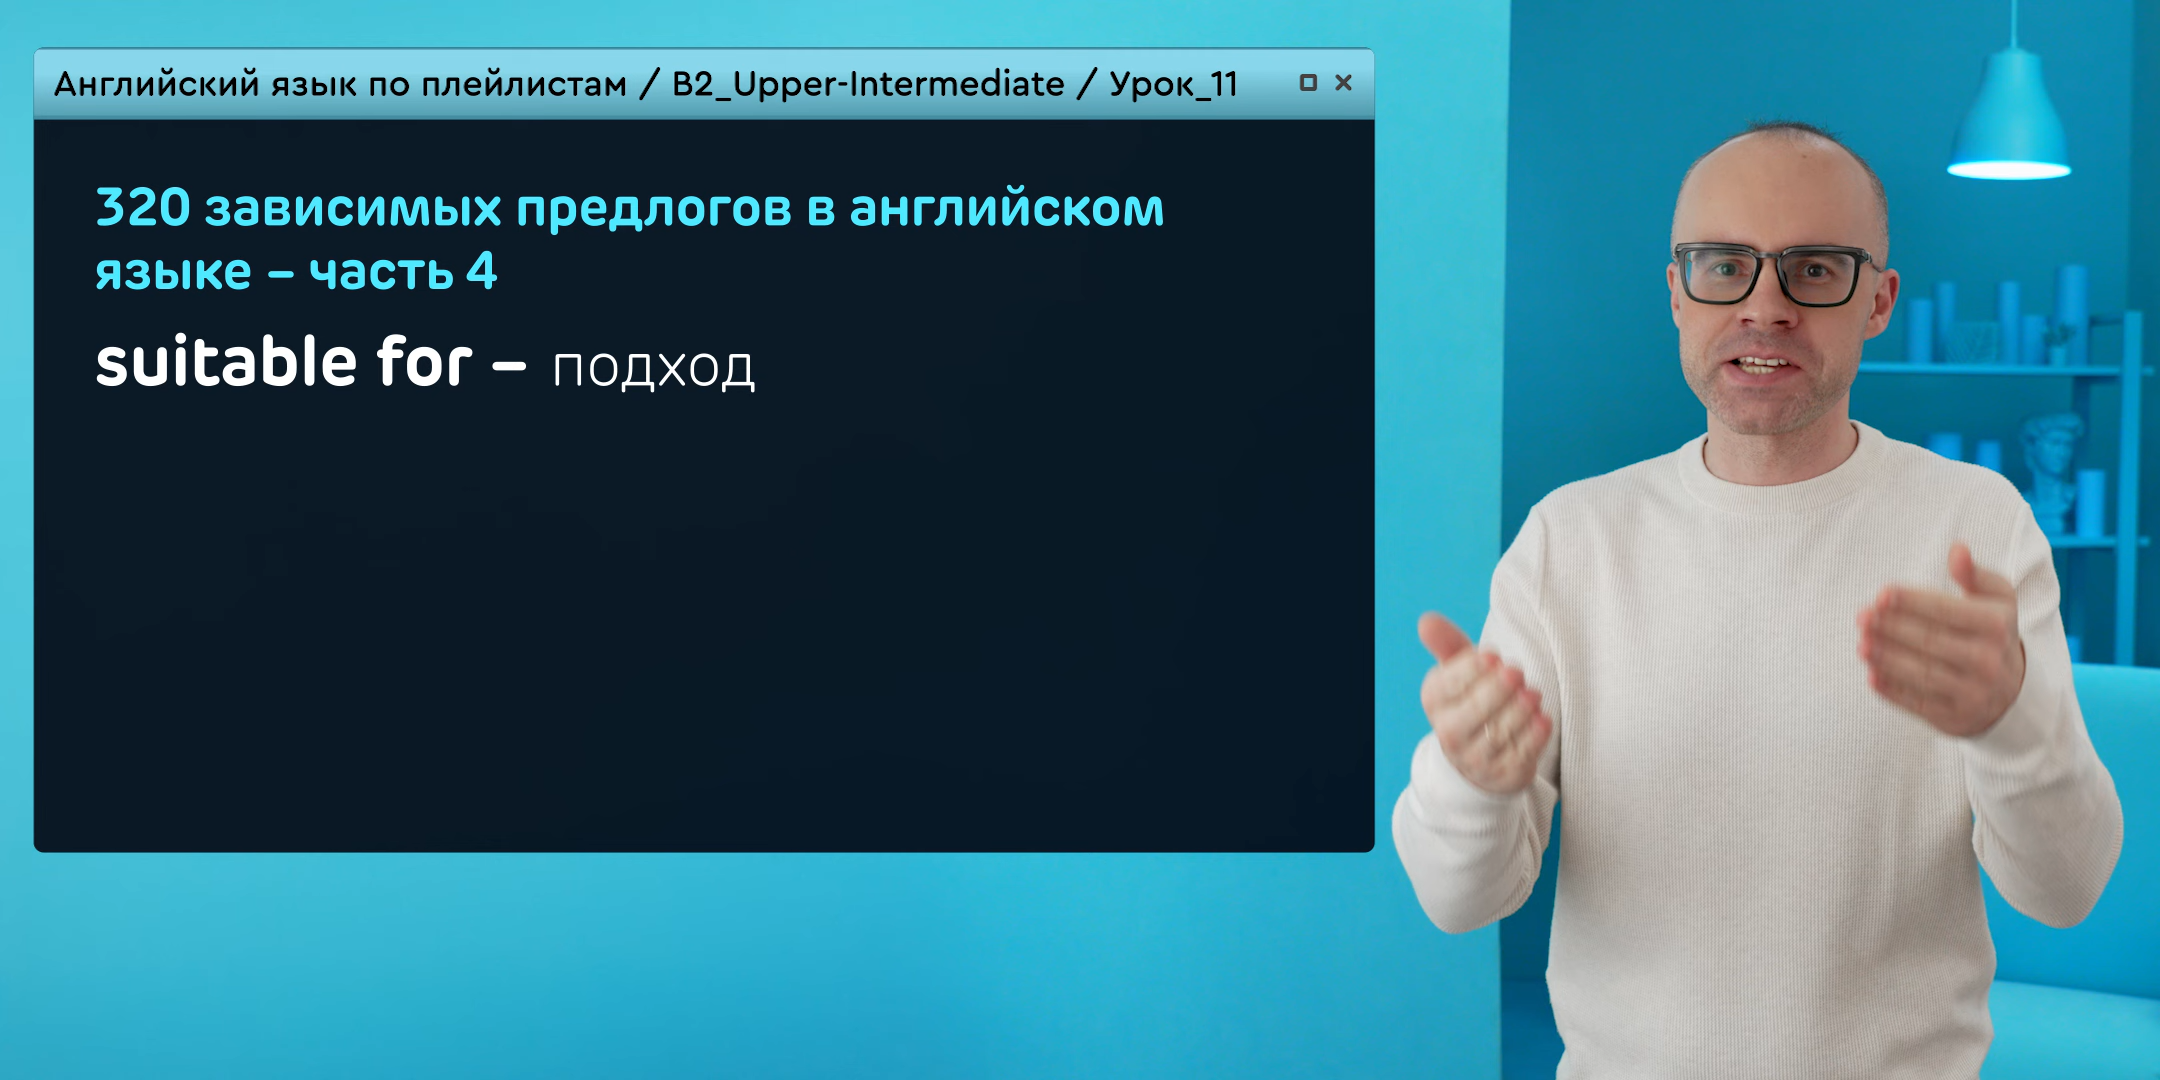 Английский язык по плейлистам / B2_Upper-Intermediate / Урок_11
320 зависимых предлогов в английском
языке – часть 4
suitable for – подход